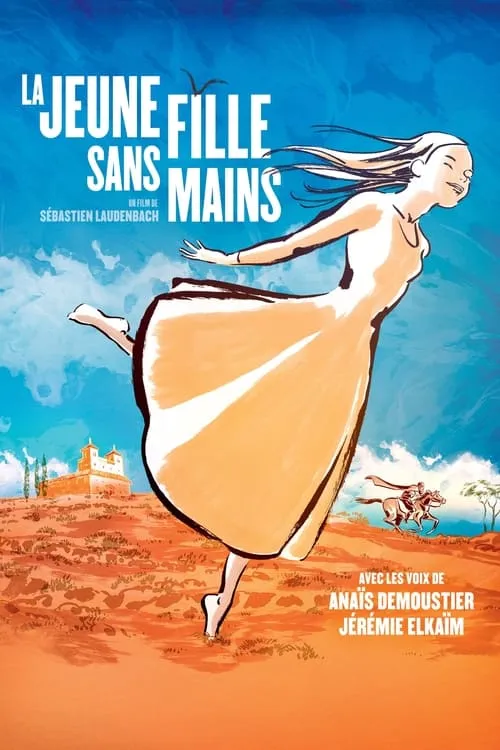 LA JEUNE FILLE
SANS MAINS
UN FILM DE
SÉBASTIEN LAUDENBACH
AVEC LES VOIX DE
ANAÏS DEMOUSTIER
JÉRÉMIE ELKAÏM